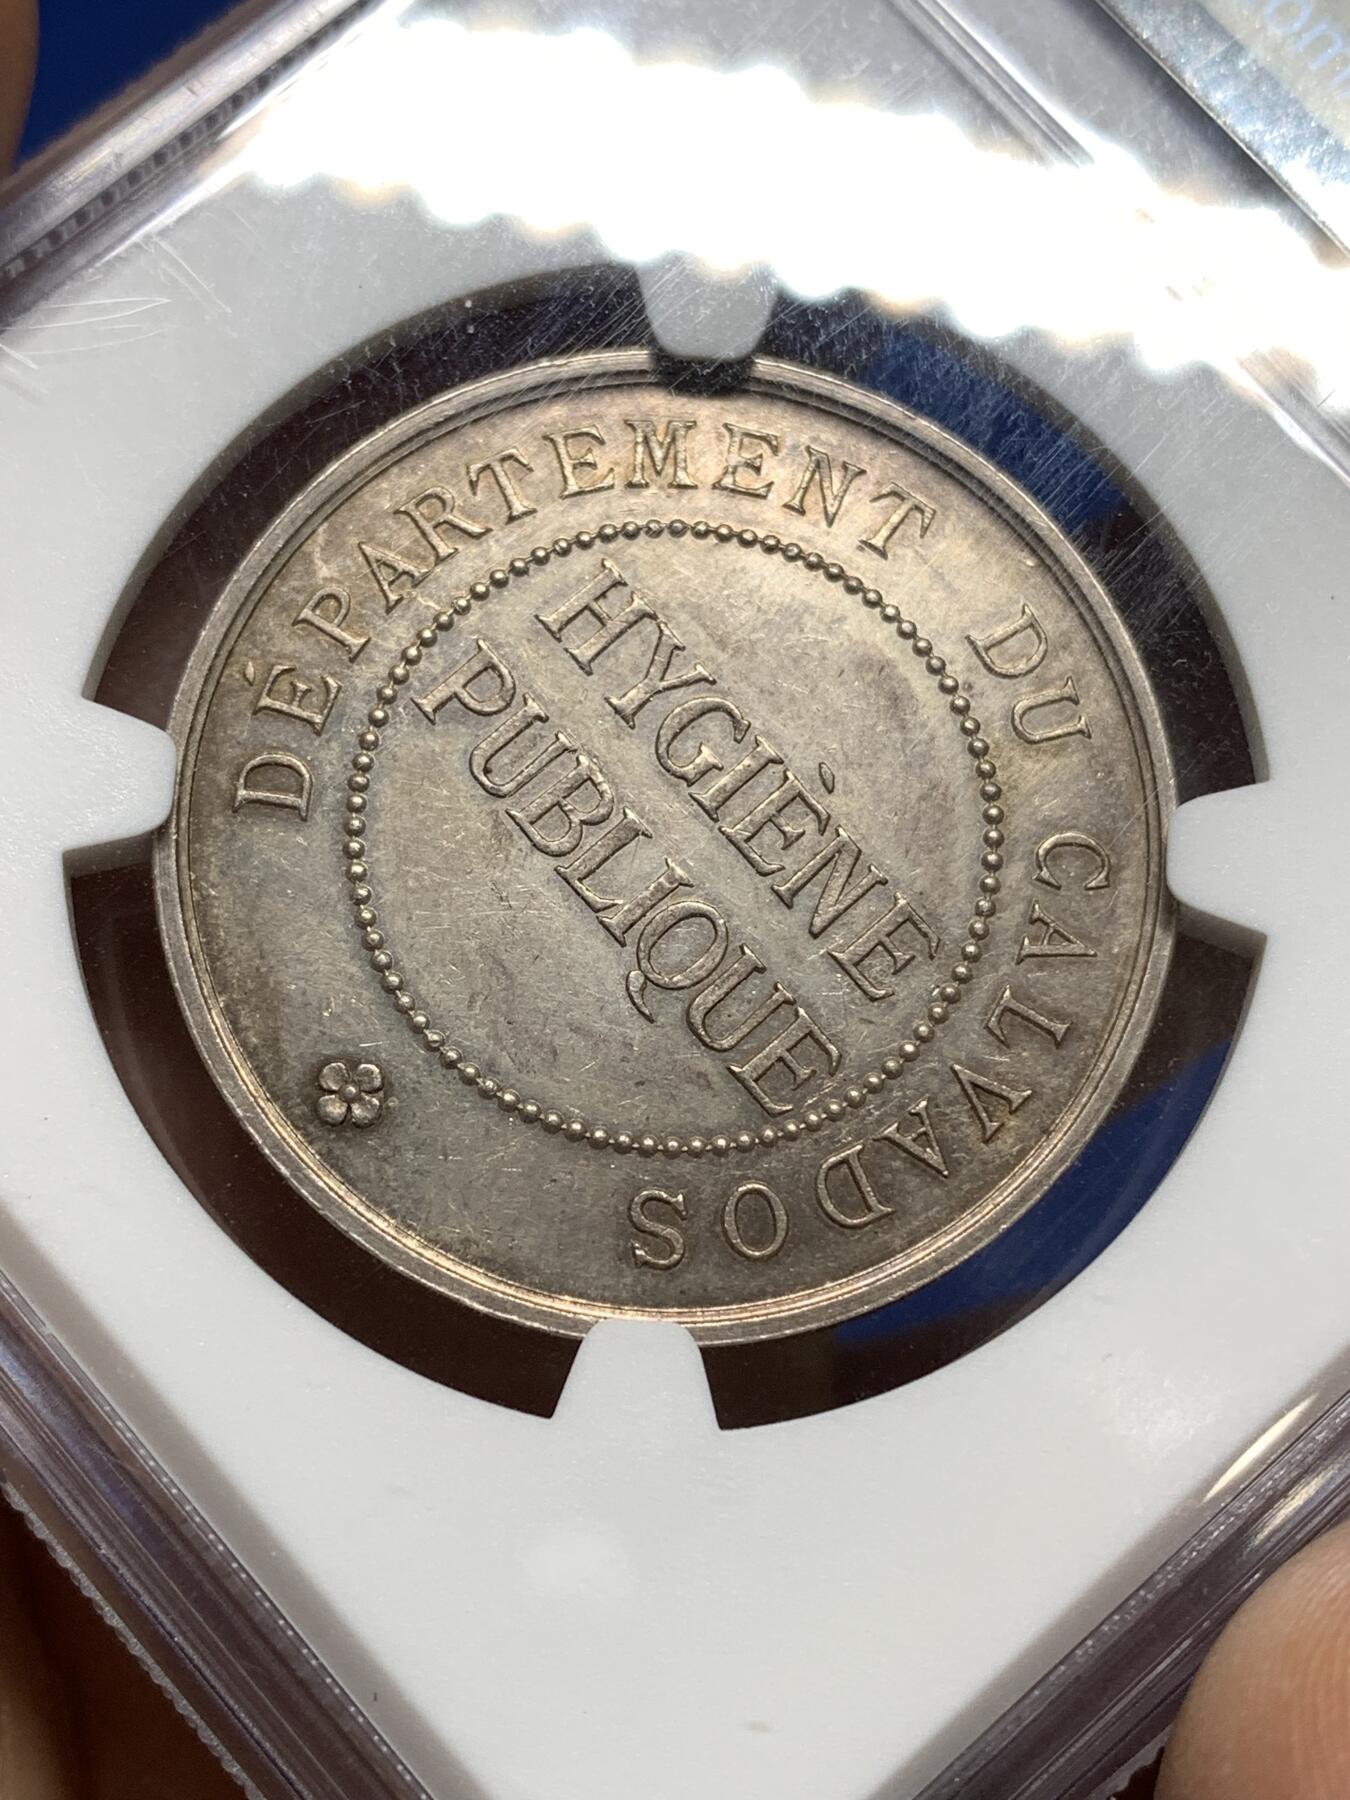 DÉPARTEMENT DU CALVADOS
HYGIÈNE
PUBLIQUE